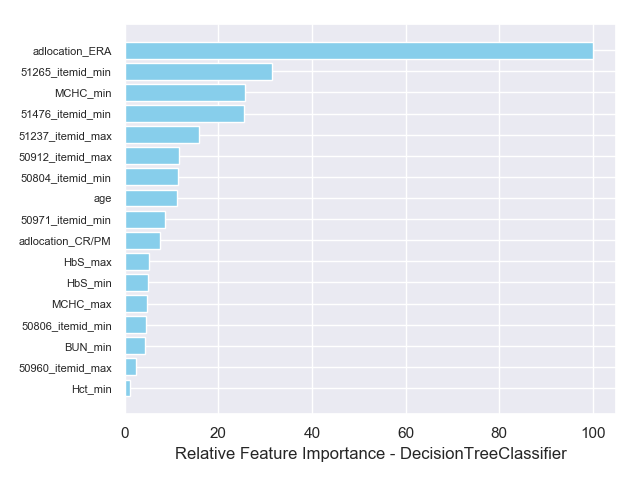 adlocation_ERA
51265_itemid_min
MCHC_min
51476_itemid_min
51237_itemid_max
50912_itemid_max
50804_itemid_min
age
50971_itemid_min
adlocation_CR/PM
HbS_max
HbS_min
MCHC_max
50806_itemid_min
BUN_min
50960_itemid_max
Hct_min
0 20 40 60 80 100
Relative Feature Importance - DecisionTreeClassifier